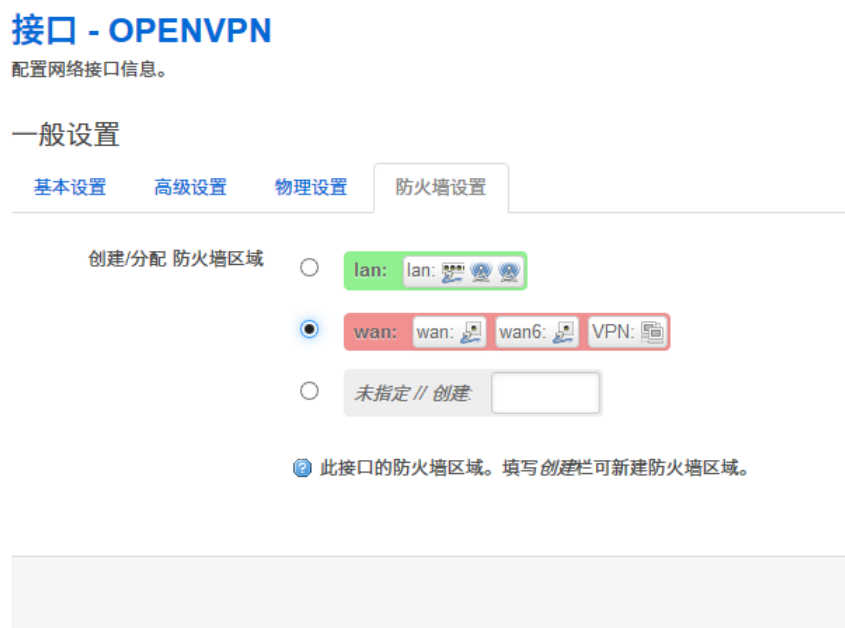 接口 - OPENVPN
配置网络接口信息。
一般设置
基本设置 高级设置 物理设置 防火墙设置
创建/分配 防火墙区域
lan: lan:
wan: wan: wan6: VPN:
未指定 // 创建:
此接口的防火墙区域。填写创建栏可新建防火墙区域。